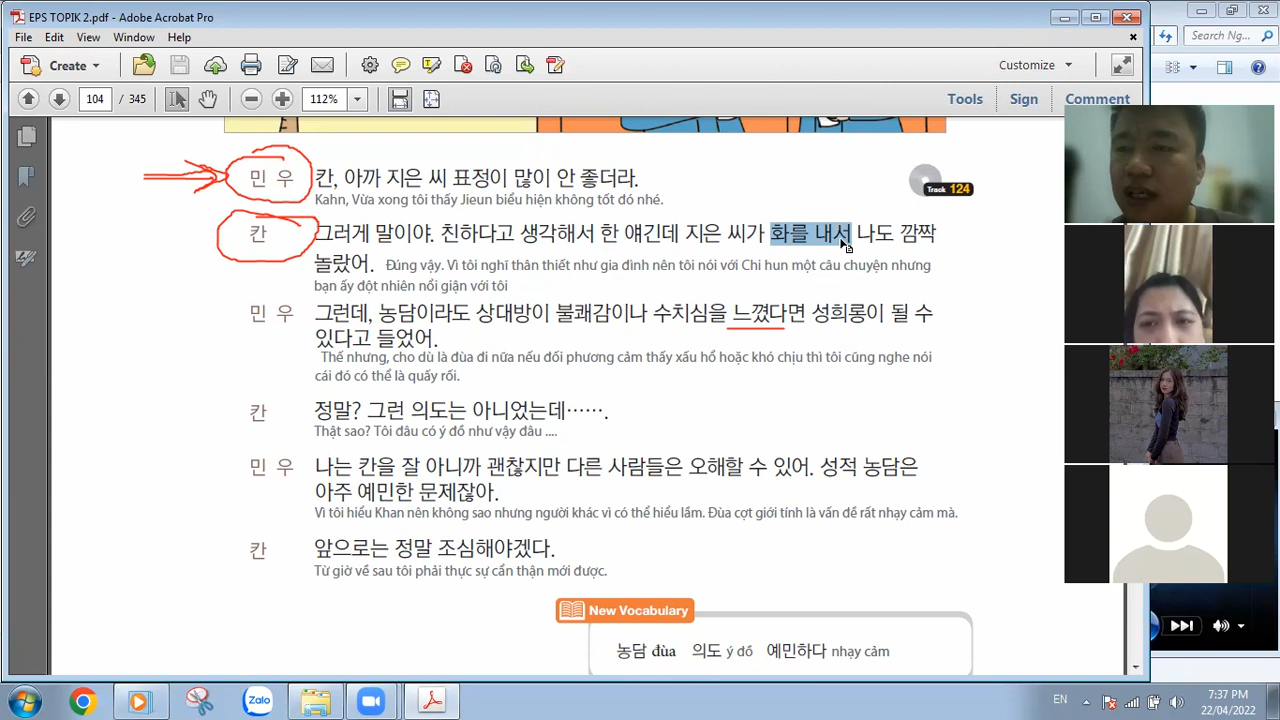 EPS TOPIK 2.pdf - Adobe Acrobat Pro
File Edit View Window Help
Create
Customize
104 / 345
112%
Tools Sign Comment
Search Ng...
민 우 칸, 아까 지은 씨 표정이 많이 안 좋더라.
Track 124
Kahn, Vừa xong tôi thấy Jieun biểu hiện không tốt đó nhé.
칸 그러게 말이야. 친하다고 생각해서 한 얘긴데 지은 씨가 화를 내서 나도 깜짝
놀랐어. Đúng vậy. Vì tôi nghĩ thân thiết như gia đình nên tôi nói với Chi hun một câu chuyện nhưng
bạn ấy đột nhiên nổi giận với tôi
민 우 그런데, 농담이라도 상대방이 불쾌감이나 수치심을 느꼈다면 성희롱이 될 수
있다고 들었어.
Thế nhưng, cho dù là đùa đi nữa nếu đối phương cảm thấy xấu hổ hoặc khó chịu thì tôi cũng nghe nói
cái đó có thể là quấy rối.
칸 정말? 그런 의도는 아니었는데…….
Thật sao? Tôi đâu có ý đồ như vậy đâu ....
민 우 나는 칸을 잘 아니까 괜찮지만 다른 사람들은 오해할 수 있어. 성적 농담은
아주 예민한 문제잖아.
Vì tôi hiểu Khan nên không sao nhưng người khác vì có thể hiểu lầm. Đùa cợt giới tính là vấn đề rất nhạy cảm mà.
칸 앞으로는 정말 조심해야겠다.
Từ giờ về sau tôi phải thực sự cẩn thận mới được.
New Vocabulary
농담 đùa 의도 ý đồ 예민하다 nhạy cảm
Zalo
EN
7:37 PM
22/04/2022